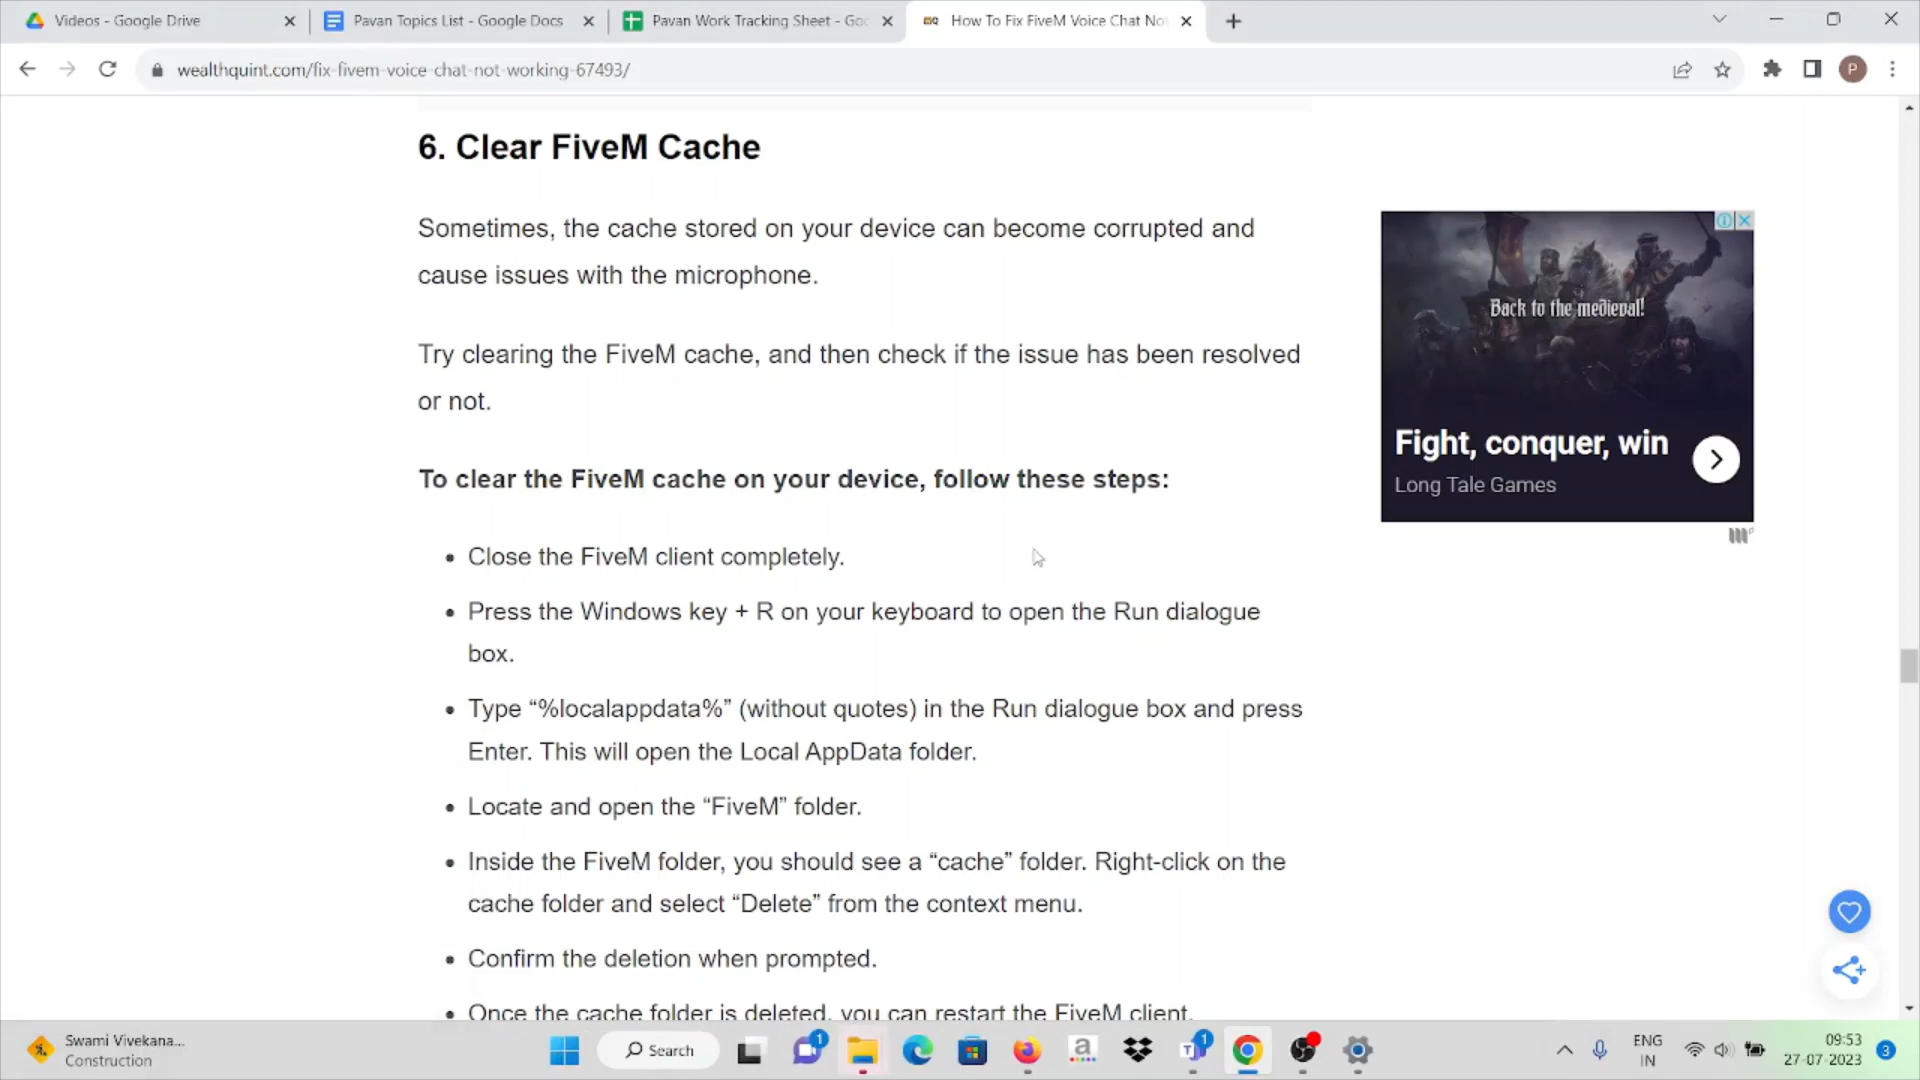 Videos - Google Drive
Pavan Topics List - Google Docs
Pavan Work Tracking Sheet - Goo
How To Fix FiveM Voice Chat No
wealthquint.com/fix-fivem-voice-chat-not-working-67493/
P
6. Clear FiveM Cache
Sometimes, the cache stored on your device can become corrupted and
cause issues with the microphone.
Try clearing the FiveM cache, and then check if the issue has been resolved
or not.
To clear the FiveM cache on your device, follow these steps:
• Close the FiveM client completely.
• Press the Windows key + R on your keyboard to open the Run dialogue
box.
• Type “%localappdata%” (without quotes) in the Run dialogue box and press
Enter. This will open the Local AppData folder.
• Locate and open the “FiveM” folder.
• Inside the FiveM folder, you should see a “cache” folder. Right-click on the
cache folder and select “Delete” from the context menu.
• Confirm the deletion when prompted.
• Once the cache folder is deleted, you can restart the FiveM client.
Back to the medieval!
Fight, conquer, win
Long Tale Games
Swami Vivekana...
Construction
Search
1
a
1
ENG
IN
09:53
27-07-2023
3